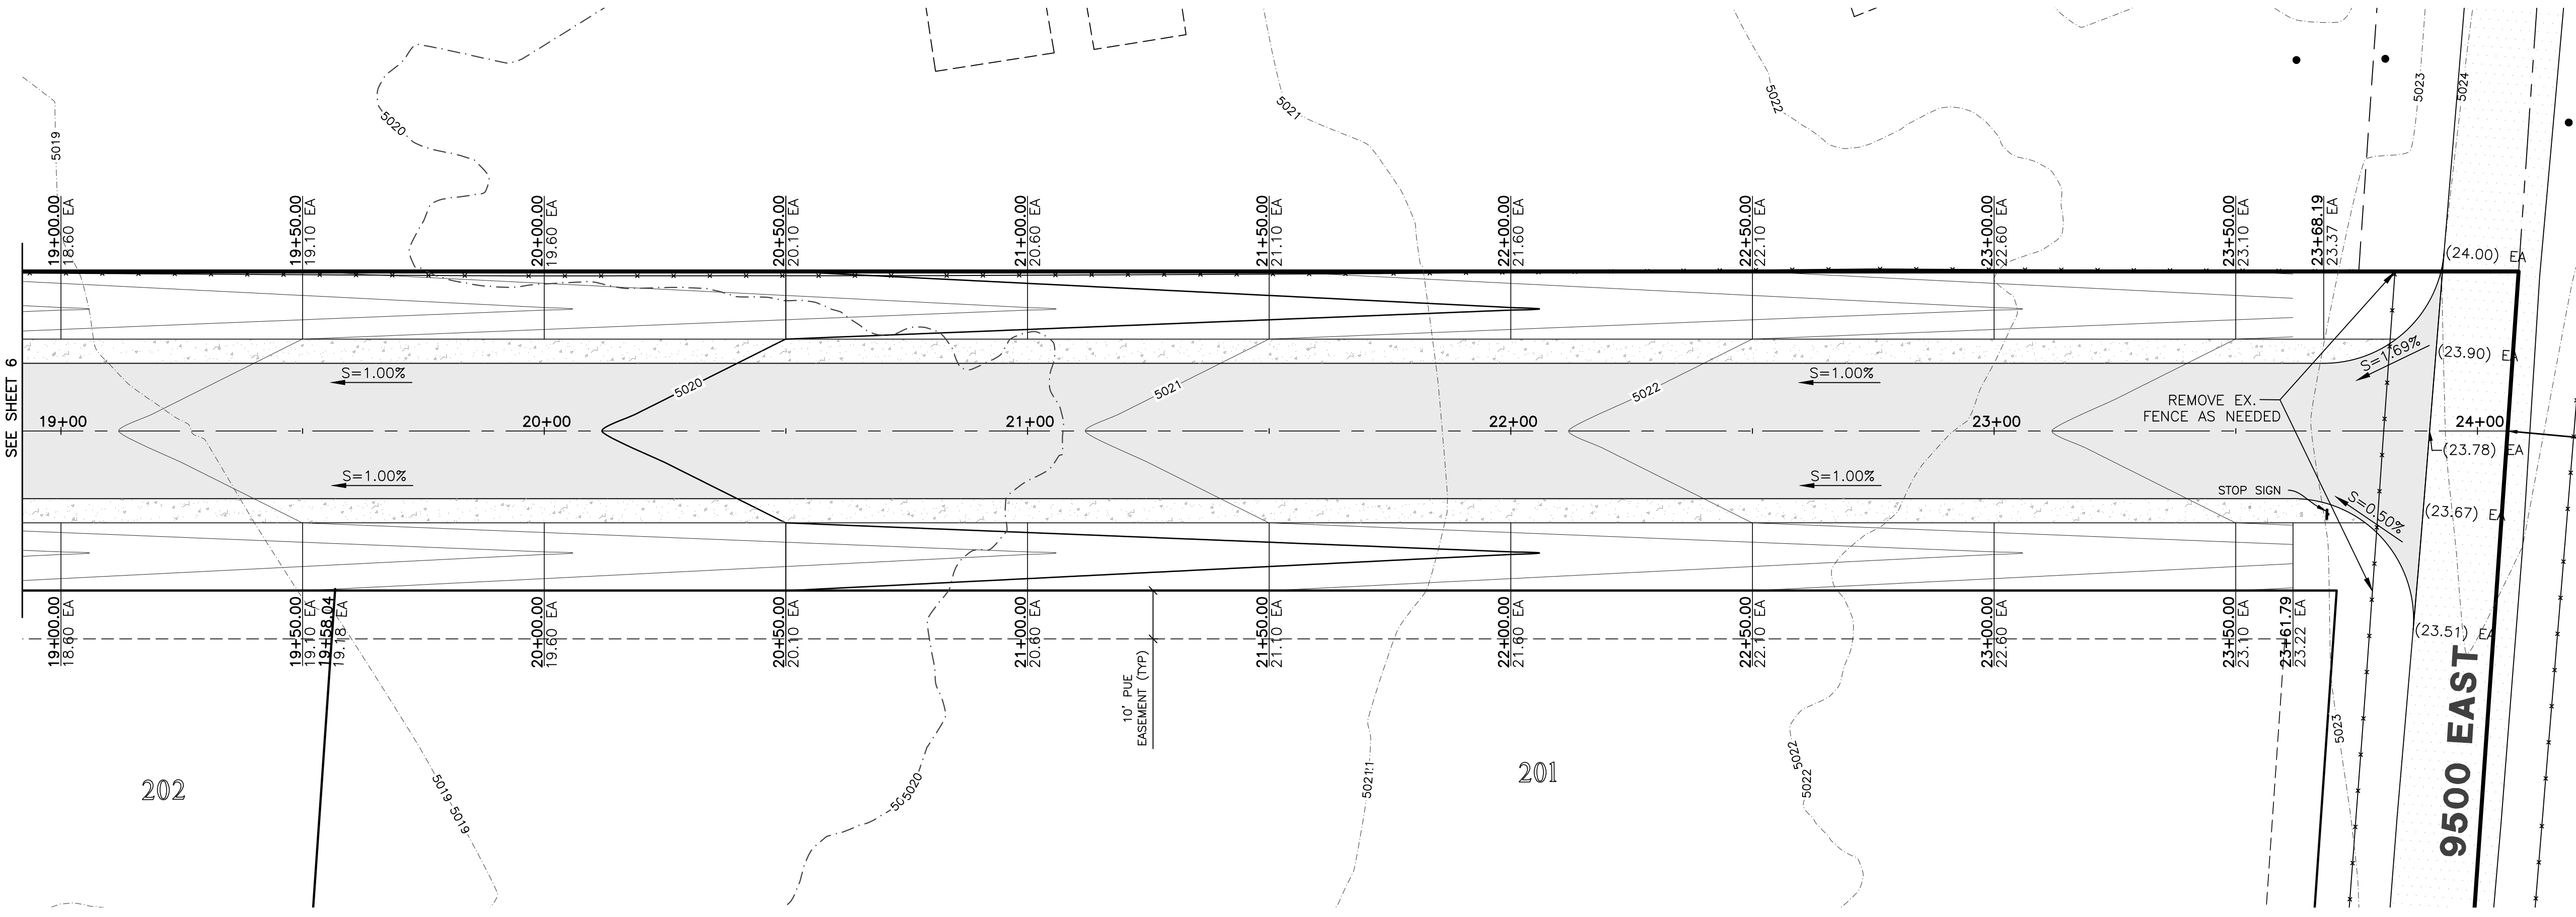 5019
5020
5021
5022
5023
5024
19+00.00
18.60 EA
19+50.00
19.10 EA
20+00.00
19.60 EA
20+50.00
20.10 EA
21+00.00
20.60 EA
21+50.00
21.10 EA
22+00.00
21.60 EA
22+50.00
22.10 EA
23+00.00
22.60 EA
23+50.00
23.10 EA
23+68.19
23.37 EA
(24.00) EA
SEE SHEET 6
S=1.00%
S=1.00%
S=1.69%
(23.90) EA
5020
5021
5022
REMOVE EX.
FENCE AS NEEDED
19+00
20+00
21+00
22+00
23+00
24+00
(23.78) EA
S=1.00%
S=1.00%
STOP SIGN
S=0.50%
(23.67) EA
(23.51) EA
19+00.00
18.60 EA
19+50.00
19.10 EA
19+58.04
19.18 EA
20+00.00
19.60 EA
20+50.00
20.10 EA
21+00.00
20.60 EA
21+50.00
21.10 EA
22+00.00
21.60 EA
22+50.00
22.10 EA
23+00.00
22.60 EA
23+50.00
23.10 EA
23+61.79
23.22 EA
10' PUE
EASEMENT (TYP)
9500 EAST
202
201
5019
5019
5020
5021
5022
5022
5023